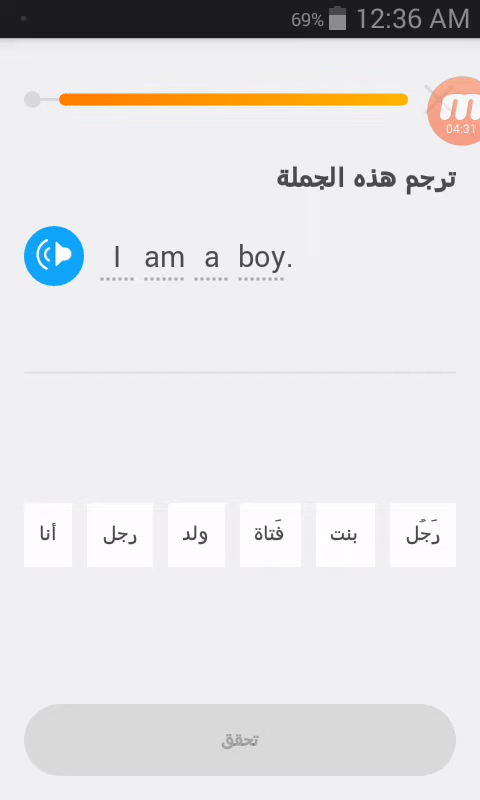 69% 12:36 AM
04:31
ترجم هذه الجملة
I am a boy.
رَجُل بنت فَتاة ولد رجل أنا
تحقق